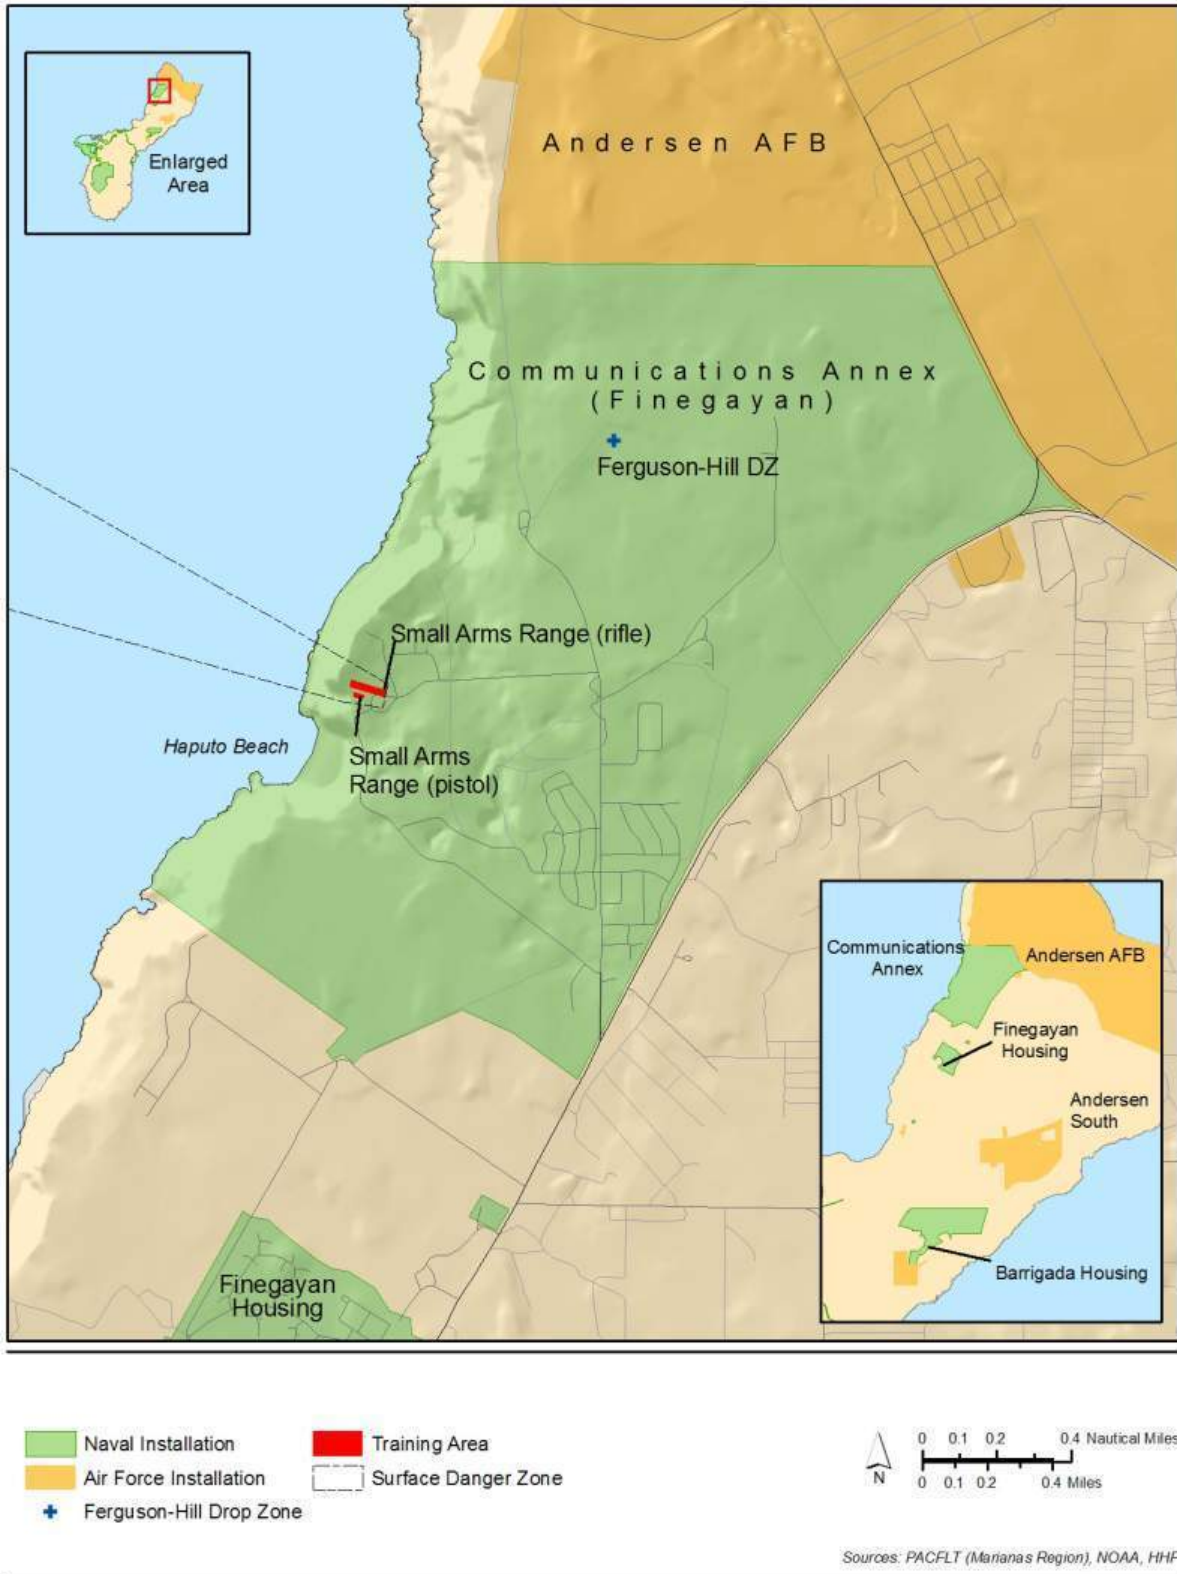 Enlarged
Area
Andersen AFB
Communications Annex
(Finegayan)
Ferguson-Hill DZ
Small Arms Range (rifle)
Haputo Beach
Small Arms
Range (pistol)
Communications
Annex
Andersen AFB
Finegayan
Housing
Andersen
South
Barrigada Housing
Finegayan
Housing
Naval Installation
Air Force Installation
Ferguson-Hill Drop Zone
Training Area
Surface Danger Zone
N
0 0.1 0.2 0.4 Nautical Miles
0 0.1 0.2 0.4 Miles
Sources: PACFLT (Marianas Region), NOAA, HHF